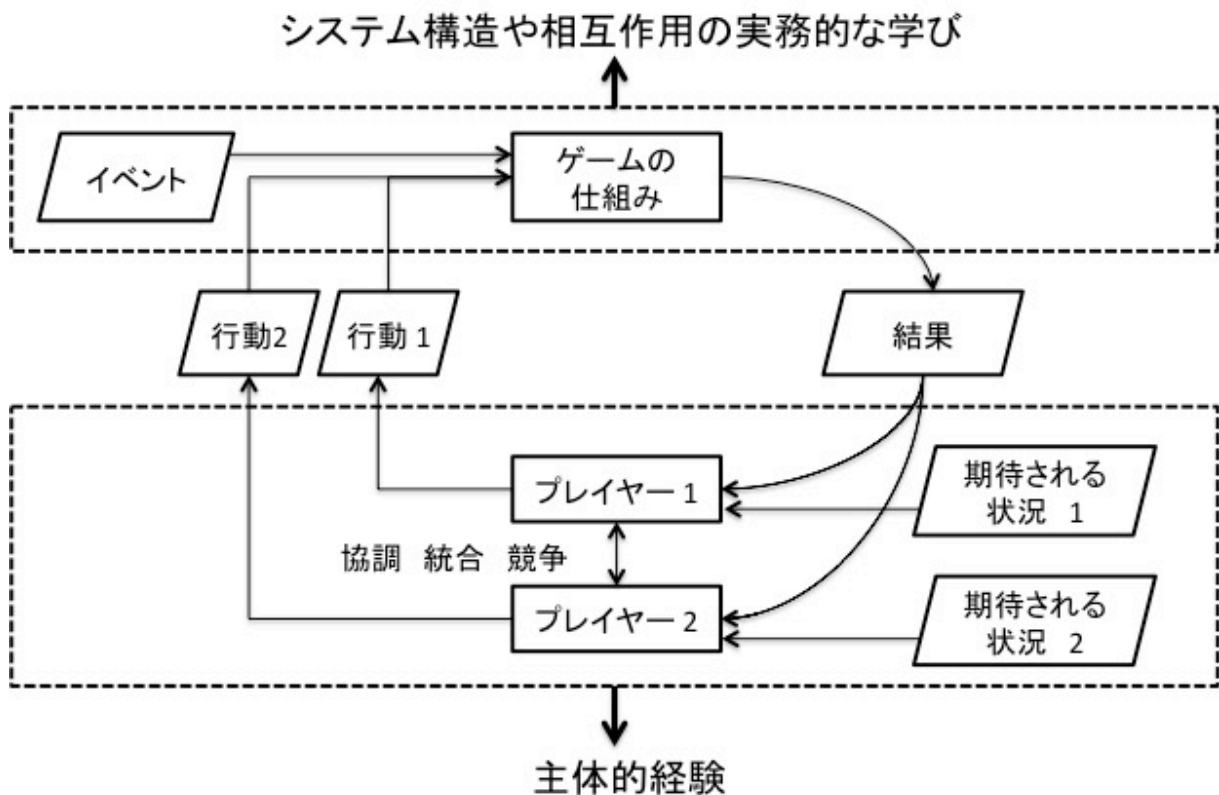 システム構造や相互作用の実務的な学び
イベント
ゲームの
仕組み
行動2
行動 1
結果
プレイヤー 1
期待される
状況 1
協調 統合 競争
プレイヤー 2
期待される
状況 2
主体的経験